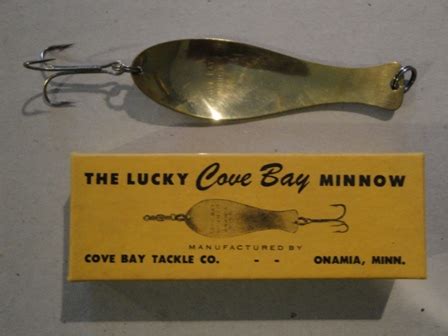 THE LUCKY Cove Bay MINNOW
MANUFACTURED BY
COVE BAY TACKLE CO. - - ONAMIA, MINN.